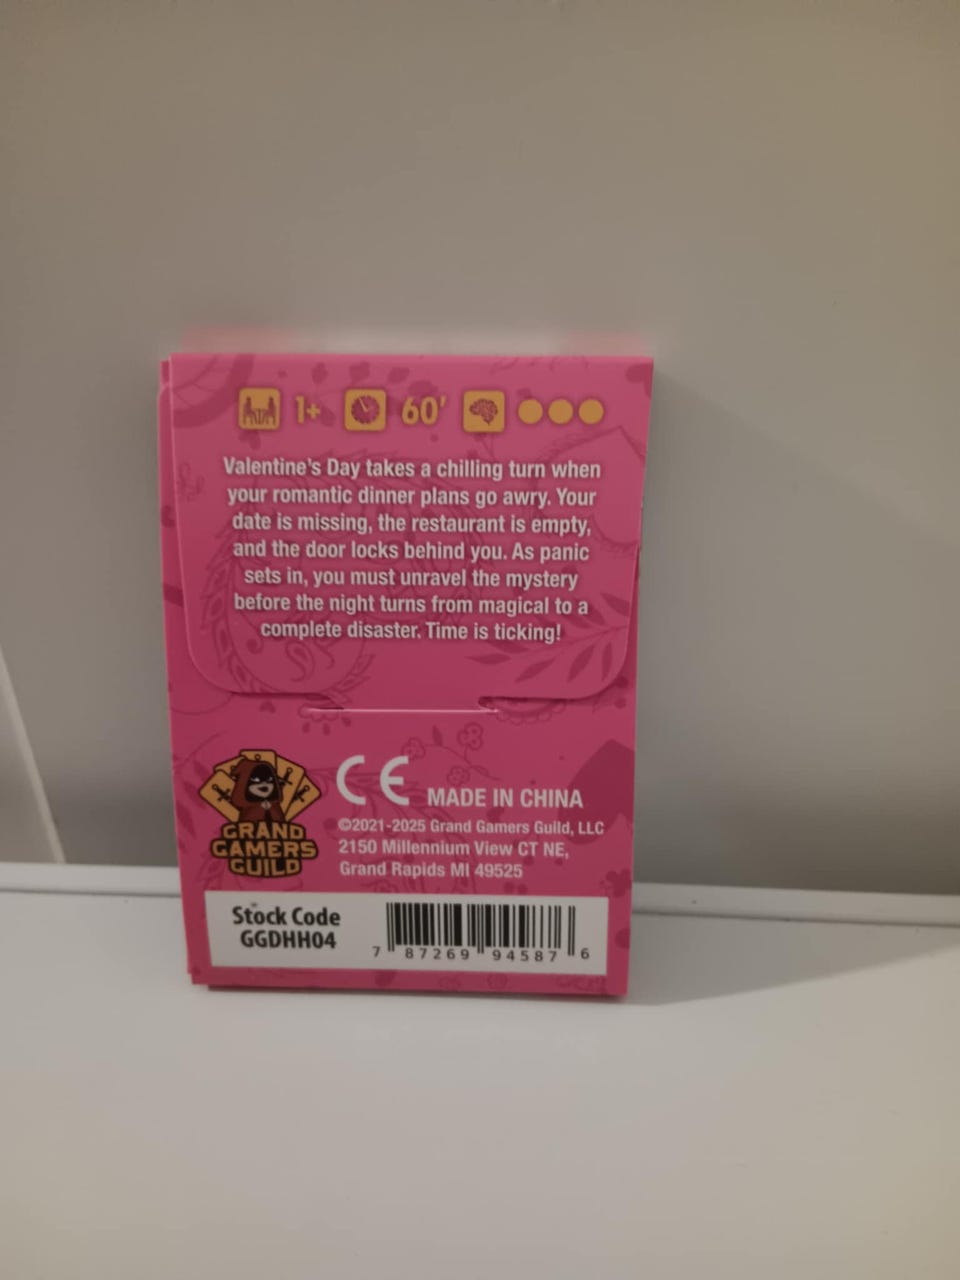 1+ 60'
Valentine's Day takes a chilling turn when
your romantic dinner plans go awry. Your
date is missing, the restaurant is empty,
and the door locks behind you. As panic
sets in, you must unravel the mystery
before the night turns from magical to a
complete disaster. Time is ticking!
GRAND
GAMERS
GUILD
CE MADE IN CHINA
©2021-2025 Grand Gamers Guild, LLC
2150 Millennium View CT NE,
Grand Rapids MI 49525
Stock Code
GGDHH04
7 87269 94587 6